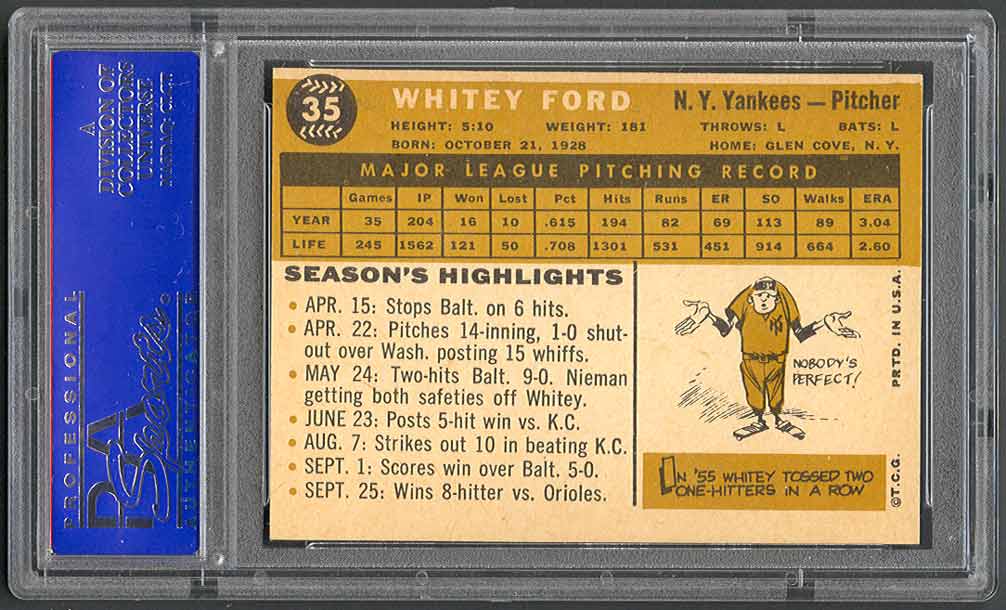 A
DIVISION OF
COLLECTORS
UNIVERSE
NASDAQ: CLCT
PROFESSIONAL
PSA
Sports
AUTHENTICATOR
35
WHITEY FORD
N. Y. Yankees — Pitcher
HEIGHT: 5:10 WEIGHT: 181 THROWS: L BATS: L
BORN: OCTOBER 21, 1928 HOME: GLEN COVE, N. Y.
MAJOR LEAGUE PITCHING RECORD
Games IP Won Lost Pct Hits Runs ER SO Walks ERA
YEAR 35 204 16 10 .615 194 82 69 113 89 3.04
LIFE 245 1562 121 50 .708 1301 531 451 914 664 2.60
SEASON'S HIGHLIGHTS
• APR. 15: Stops Balt. on 6 hits.
• APR. 22: Pitches 14-inning, 1-0 shut-
out over Wash. posting 15 whiffs.
• MAY 24: Two-hits Balt. 9-0. Nieman
getting both safeties off Whitey.
• JUNE 23: Posts 5-hit win vs. K.C.
• AUG. 7: Strikes out 10 in beating K.C.
• SEPT. 1: Scores win over Balt. 5-0.
• SEPT. 25: Wins 8-hitter vs. Orioles.
NY
NOBODY'S
PERFECT!
IN '55 WHITEY TOSSED TWO
ONE-HITTERS IN A ROW
©T.C.G. PRTD. IN U.S.A.